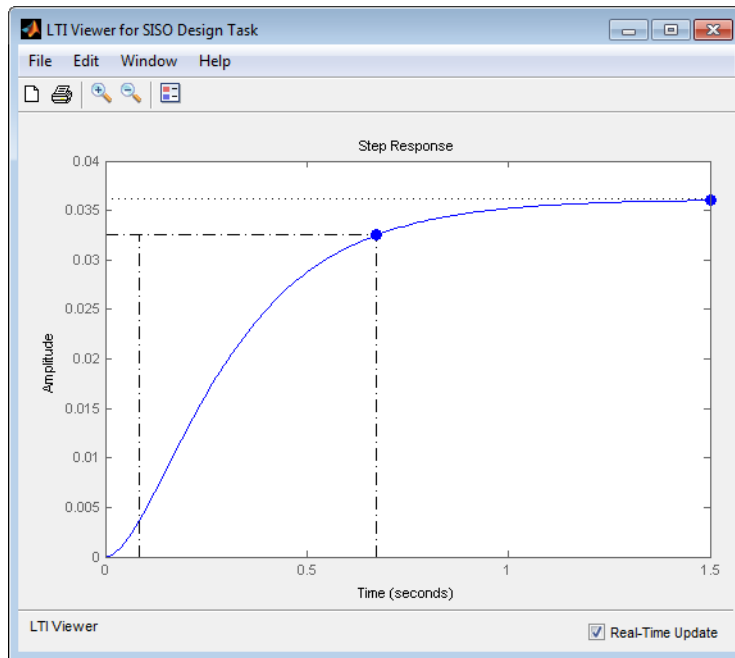 LTI Viewer for SISO Design Task
File Edit Window Help
Step Response
0.04
0.035
0.03
0.025
0.02
0.015
0.01
0.005
0
Amplitude
0 0.5 1 1.5
Time (seconds)
LTI Viewer
Real-Time Update